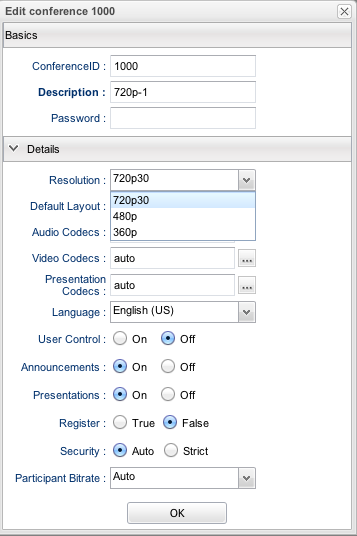 Edit conference 1000
Basics
ConferenceID : 1000
Description : 720p-1
Password :
Details
Resolution : 720p30
Default Layout : 720p30
480p
Audio Codecs : 360p
Video Codecs : auto ...
Presentation
Codecs : auto ...
Language : English (US)
User Control : On Off
Announcements : On Off
Presentations : On Off
Register : True False
Security : Auto Strict
Participant Bitrate : Auto
OK